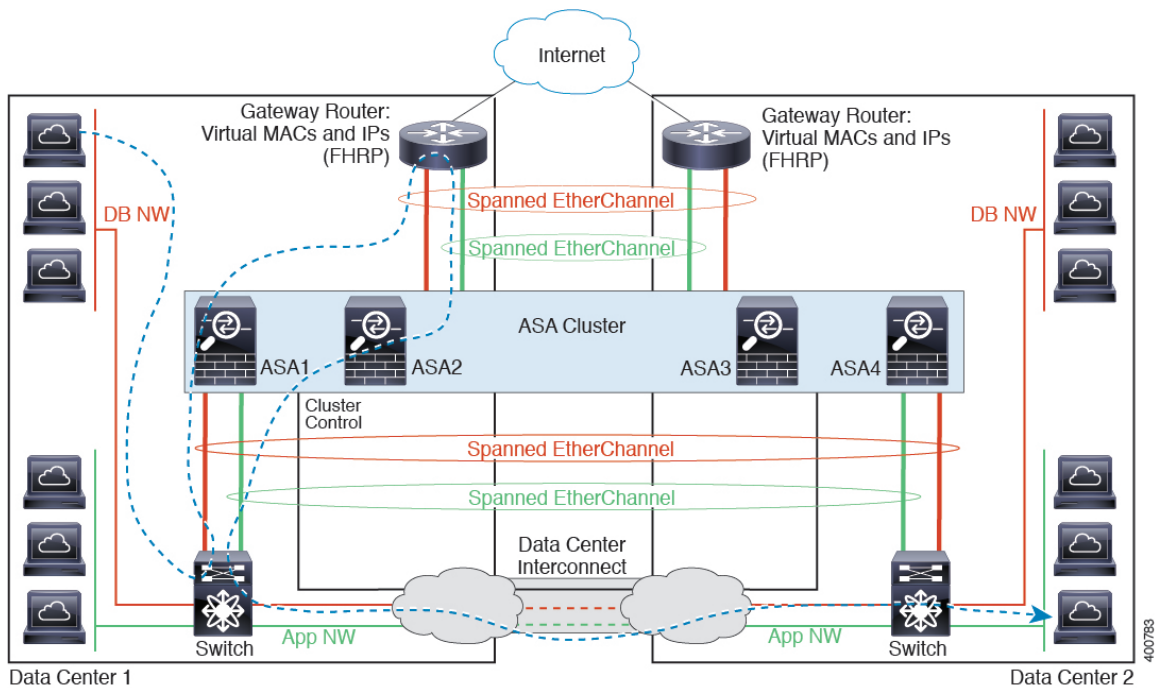 Internet
Gateway Router:
Virtual MACs and IPs
(FHRP)
Gateway Router:
Virtual MACs and IPs
(FHRP)
DB NW
Spanned EtherChannel
DB NW
Spanned EtherChannel
ASA Cluster
ASA1
ASA2
ASA3
ASA4
Cluster
Control
Spanned EtherChannel
Spanned EtherChannel
Data Center
Interconnect
App NW
App NW
Switch
Switch
400783
Data Center 1
Data Center 2